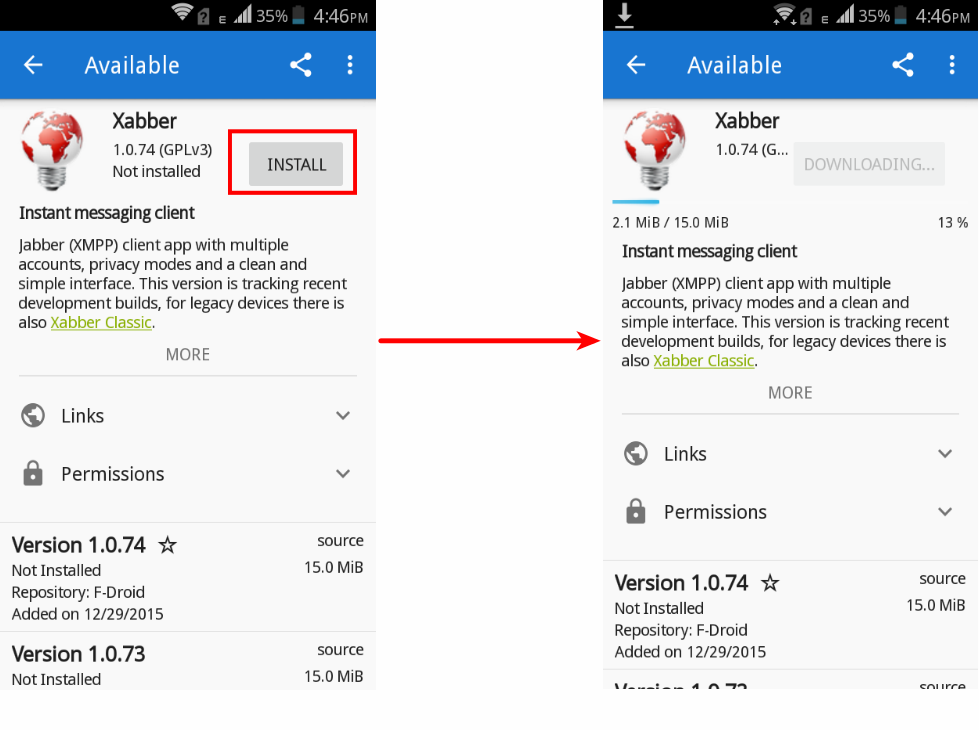 E 35% 4:46PM
Available
Xabber
1.0.74 (GPLv3)
Not installed
INSTALL
Instant messaging client
Jabber (XMPP) client app with multiple
accounts, privacy modes and a clean and
simple interface. This version is tracking recent
development builds, for legacy devices there is
also Xabber Classic.
MORE
Links
Permissions
Version 1.0.74 source
Not Installed 15.0 MiB
Repository: F-Droid
Added on 12/29/2015
Version 1.0.73 source
Not Installed 15.0 MiB
E 35% 4:46PM
Available
Xabber
1.0.74 (G...
DOWNLOADING...
2.1 MiB / 15.0 MiB 13 %
Instant messaging client
Jabber (XMPP) client app with multiple
accounts, privacy modes and a clean and
simple interface. This version is tracking recent
development builds, for legacy devices there is
also Xabber Classic.
MORE
Links
Permissions
Version 1.0.74 source
Not Installed 15.0 MiB
Repository: F-Droid
Added on 12/29/2015
Version 1.0.73 source